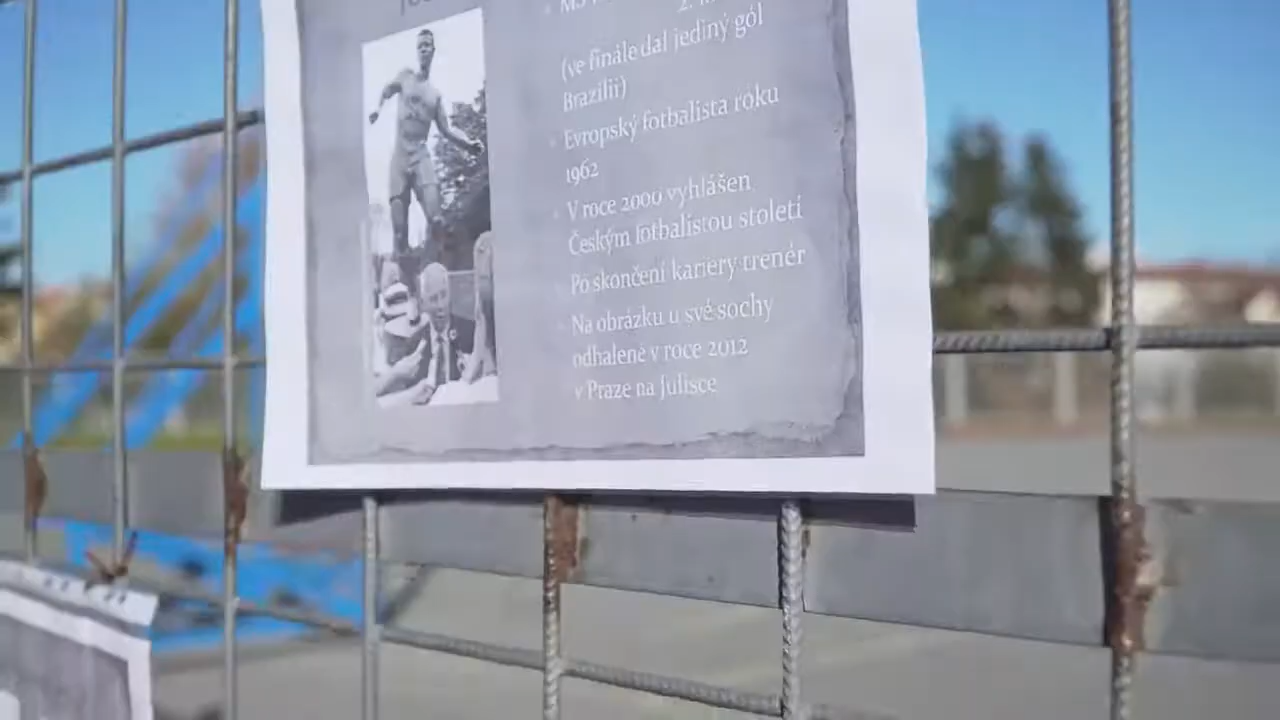 (ve finále dal jediný gól
Brazílii)
Evropský fotbalista roku
1962
V roce 2000 vyhlášen
Českým fotbalistou století
Po skončení kariéry trenér
Na obrázku u své sochy
odhalené v roce 2012
v Praze na Julisce